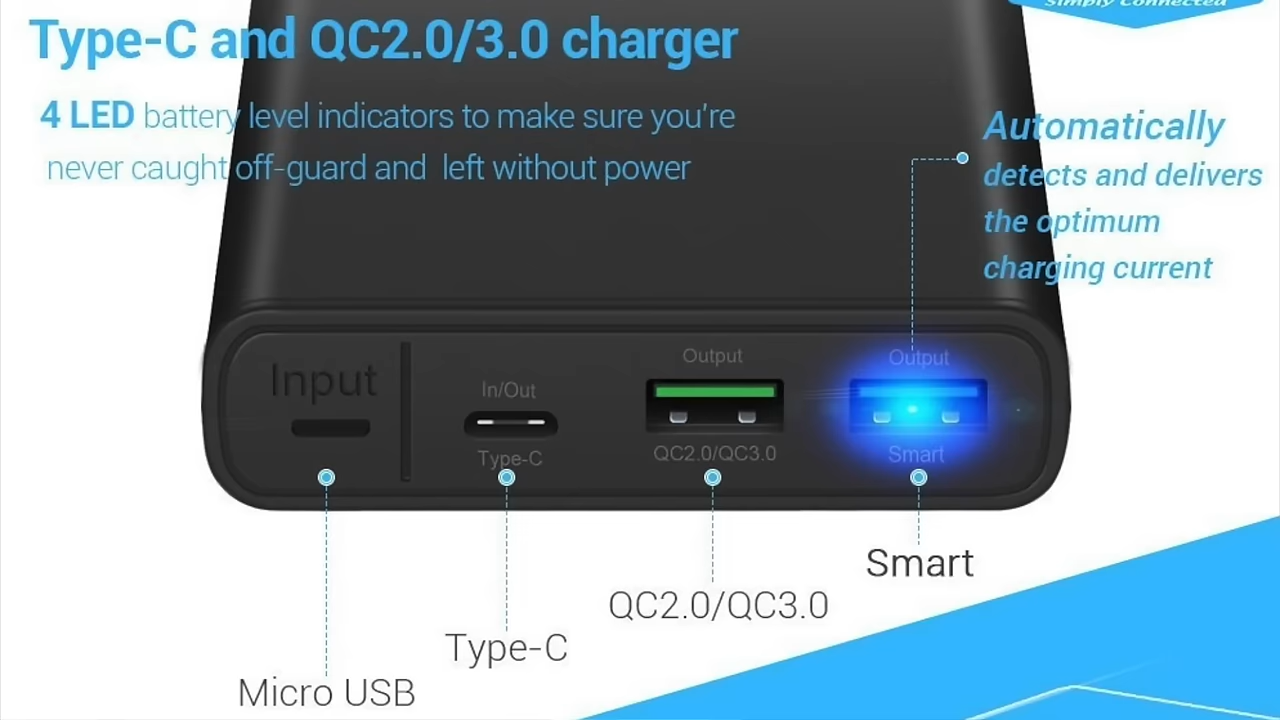 Simply Connected
Type-C and QC2.0/3.0 charger
4 LED battery level indicators to make sure you're
never caught off-guard and left without power
Automatically
detects and delivers
the optimum
charging current
Input
In/Out
Type-C
Output
QC2.0/QC3.0
Output
Smart
Smart
QC2.0/QC3.0
Type-C
Micro USB